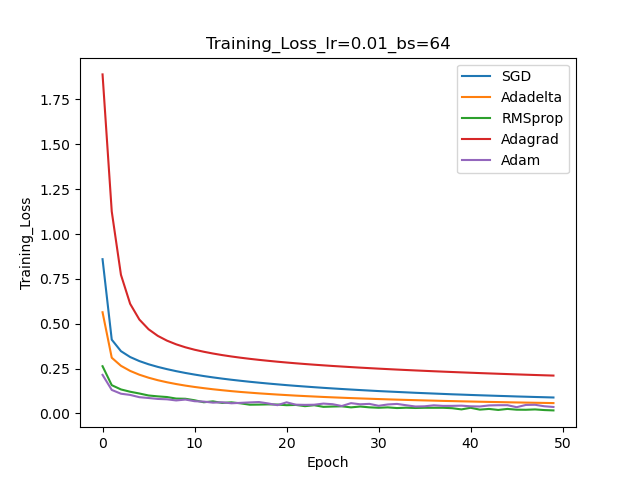 Training_Loss_lr=0.01_bs=64
SGD
Adadelta
RMSprop
Adagrad
Adam
Training_Loss
1.75
1.50
1.25
1.00
0.75
0.50
0.25
0.00
0 10 20 30 40 50
Epoch